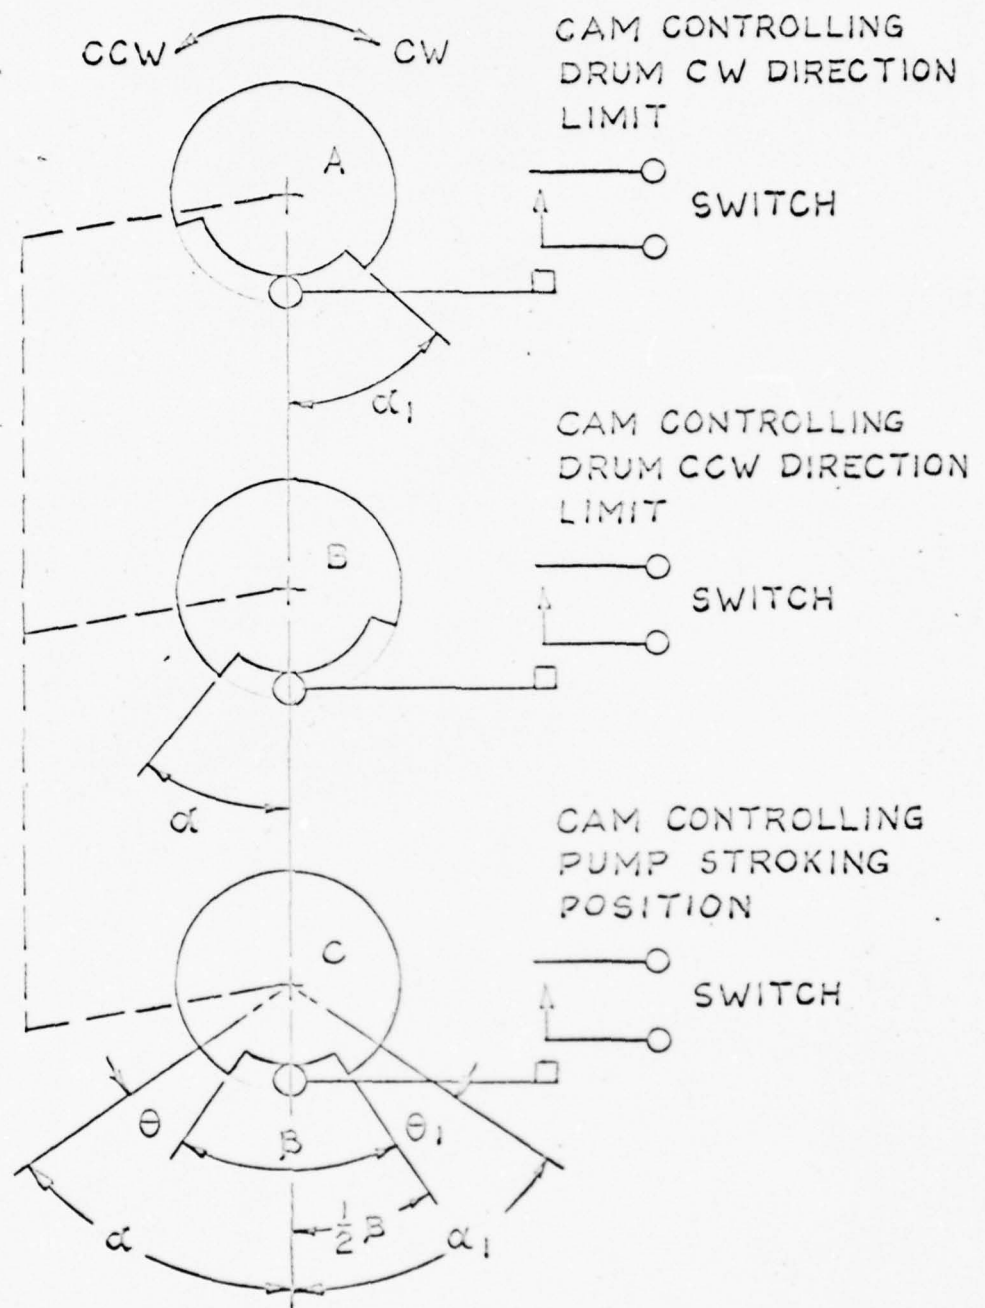 CCW CW
CAM CONTROLLING
DRUM CW DIRECTION
LIMIT
A
SWITCH
α₁
CAM CONTROLLING
DRUM CCW DIRECTION
LIMIT
B
SWITCH
α
CAM CONTROLLING
PUMP STROKING
POSITION
C
SWITCH
θ β θ₁
α ½ β α₁